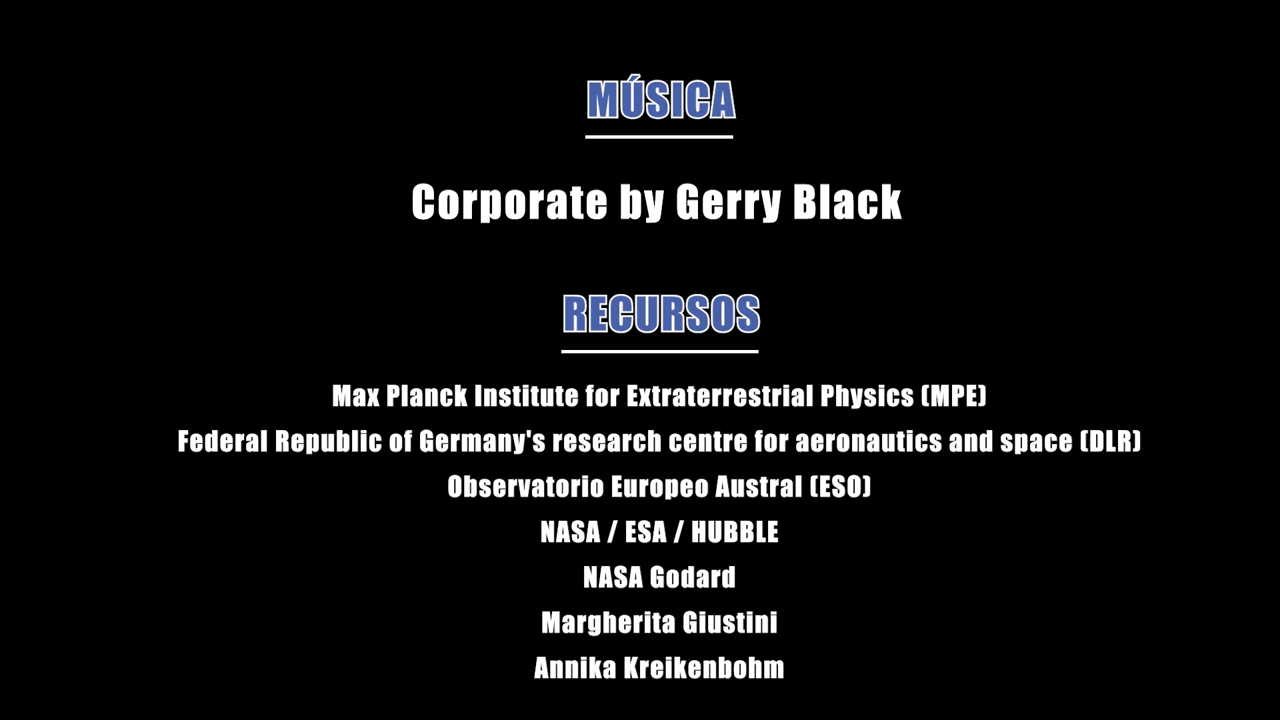 MÚSICA
Corporate by Gerry Black
RECURSOS
Max Planck Institute for Extraterrestrial Physics (MPE)
Federal Republic of Germany's research centre for aeronautics and space (DLR)
Observatorio Europeo Austral (ESO)
NASA / ESA / HUBBLE
NASA Godard
Margherita Giustini
Annika Kreikenbohm